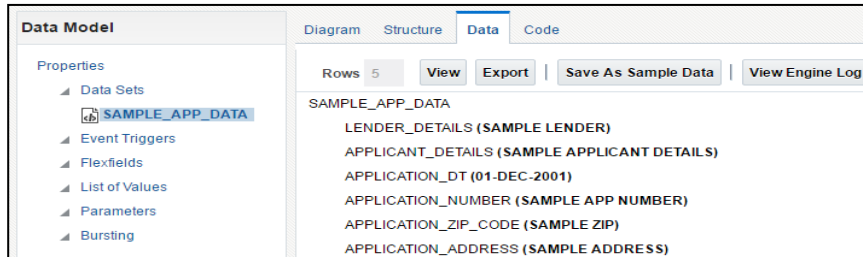 Data Model
Properties
Data Sets
SAMPLE_APP_DATA
Event Triggers
Flexfields
List of Values
Parameters
Bursting
Diagram Structure Data Code
Rows 5 View Export | Save As Sample Data | View Engine Log
SAMPLE_APP_DATA
LENDER_DETAILS (SAMPLE LENDER)
APPLICANT_DETAILS (SAMPLE APPLICANT DETAILS)
APPLICATION_DT (01-DEC-2001)
APPLICATION_NUMBER (SAMPLE APP NUMBER)
APPLICATION_ZIP_CODE (SAMPLE ZIP)
APPLICATION_ADDRESS (SAMPLE ADDRESS)